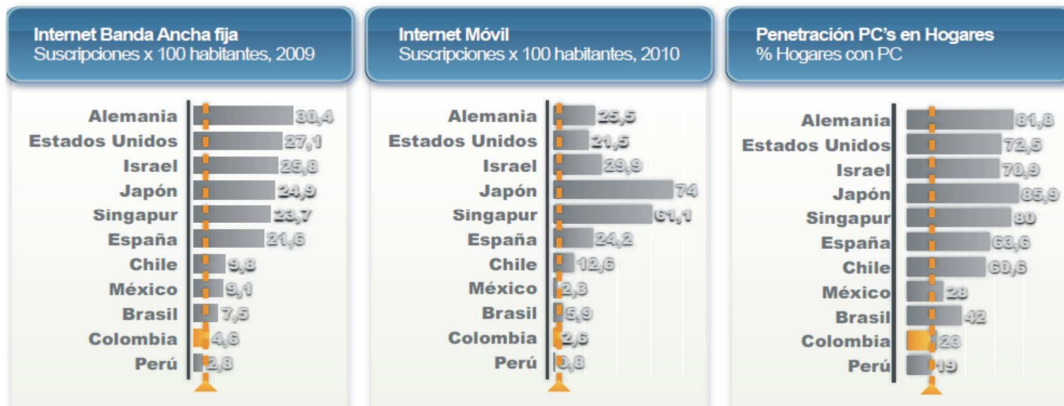 Internet Banda Ancha fija
Suscripciones x 100 habitantes, 2009
Alemania 30,4
Estados Unidos 27,1
Israel 25,8
Japón 24,9
Singapur 23,7
España 21,6
Chile 9,8
México 9,1
Brasil 7,5
Colombia 4,6
Perú 2,8
Internet Móvil
Suscripciones x 100 habitantes, 2010
Alemania 25,5
Estados Unidos 21,5
Israel 29,9
Japón 74
Singapur 61,1
España 24,2
Chile 12,6
México 2,3
Brasil 5,9
Colombia 2,6
Perú 0,8
Penetración PC's en Hogares
% Hogares con PC
Alemania 81,8
Estados Unidos 72,5
Israel 70,9
Japón 85,9
Singapur 80
España 63,6
Chile 60,6
México 28
Brasil 42
Colombia 23
Perú 19